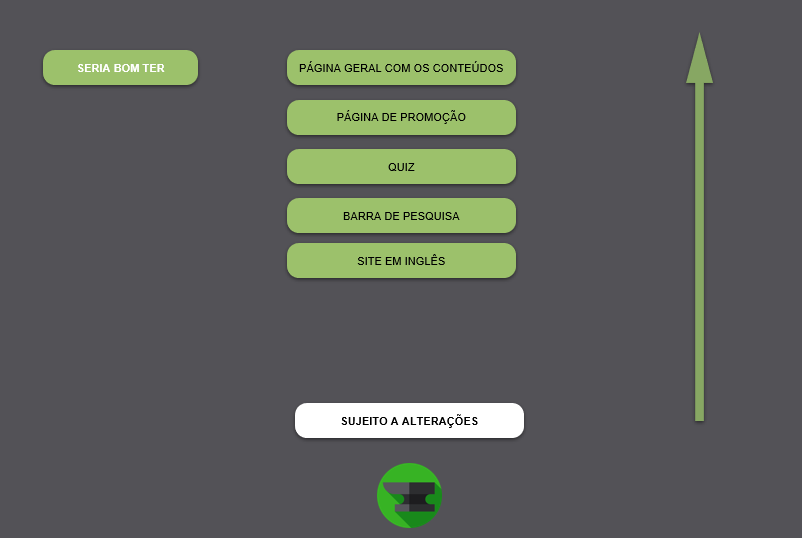 SERIA BOM TER
PÁGINA GERAL COM OS CONTEÚDOS
PÁGINA DE PROMOÇÃO
QUIZ
BARRA DE PESQUISA
SITE EM INGLÊS
SUJEITO A ALTERAÇÕES